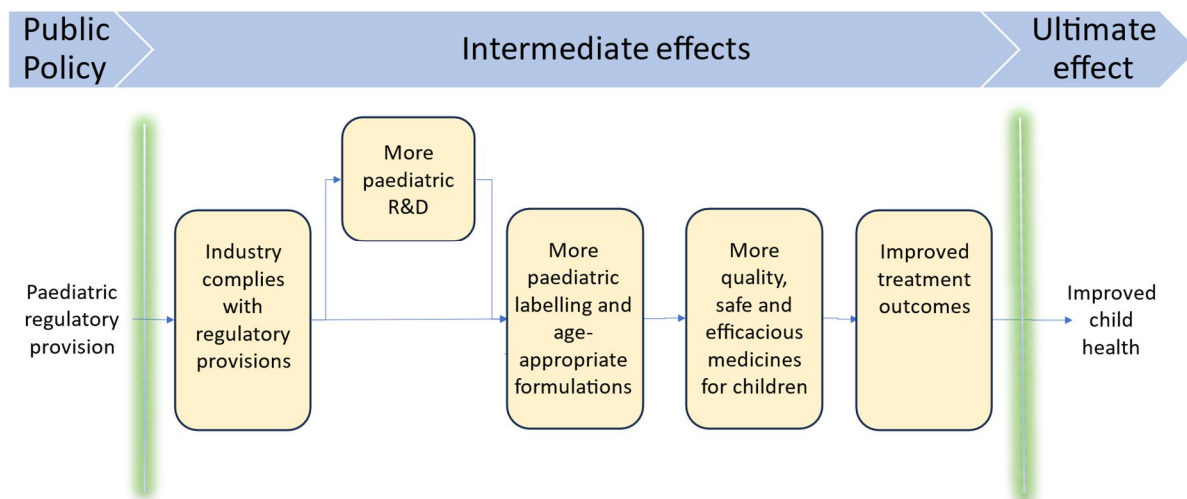 Public
Policy
Intermediate effects
Ultimate
effect
More
paediatric
R&D
Paediatric
regulatory
provision
Industry
complies
with
regulatory
provisions
More
paediatric
labelling and
age-
appropriate
formulations
More
quality,
safe and
efficacious
medicines
for children
Improved
treatment
outcomes
Improved
child
health